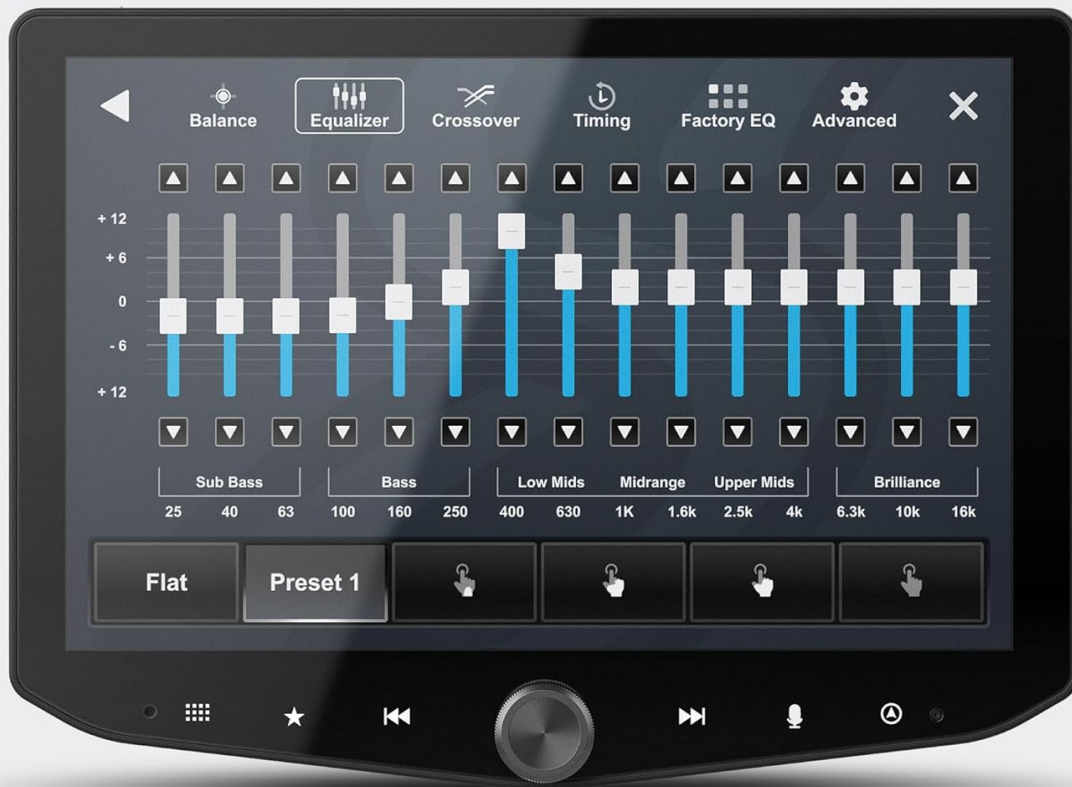 Balance Equalizer Crossover Timing Factory EQ Advanced
+ 12
+ 6
0
- 6
+ 12
Sub Bass Bass Low Mids Midrange Upper Mids Brilliance
25 40 63 100 160 250 400 630 1K 1.6k 2.5k 4k 6.3k 10k 16k
Flat Preset 1